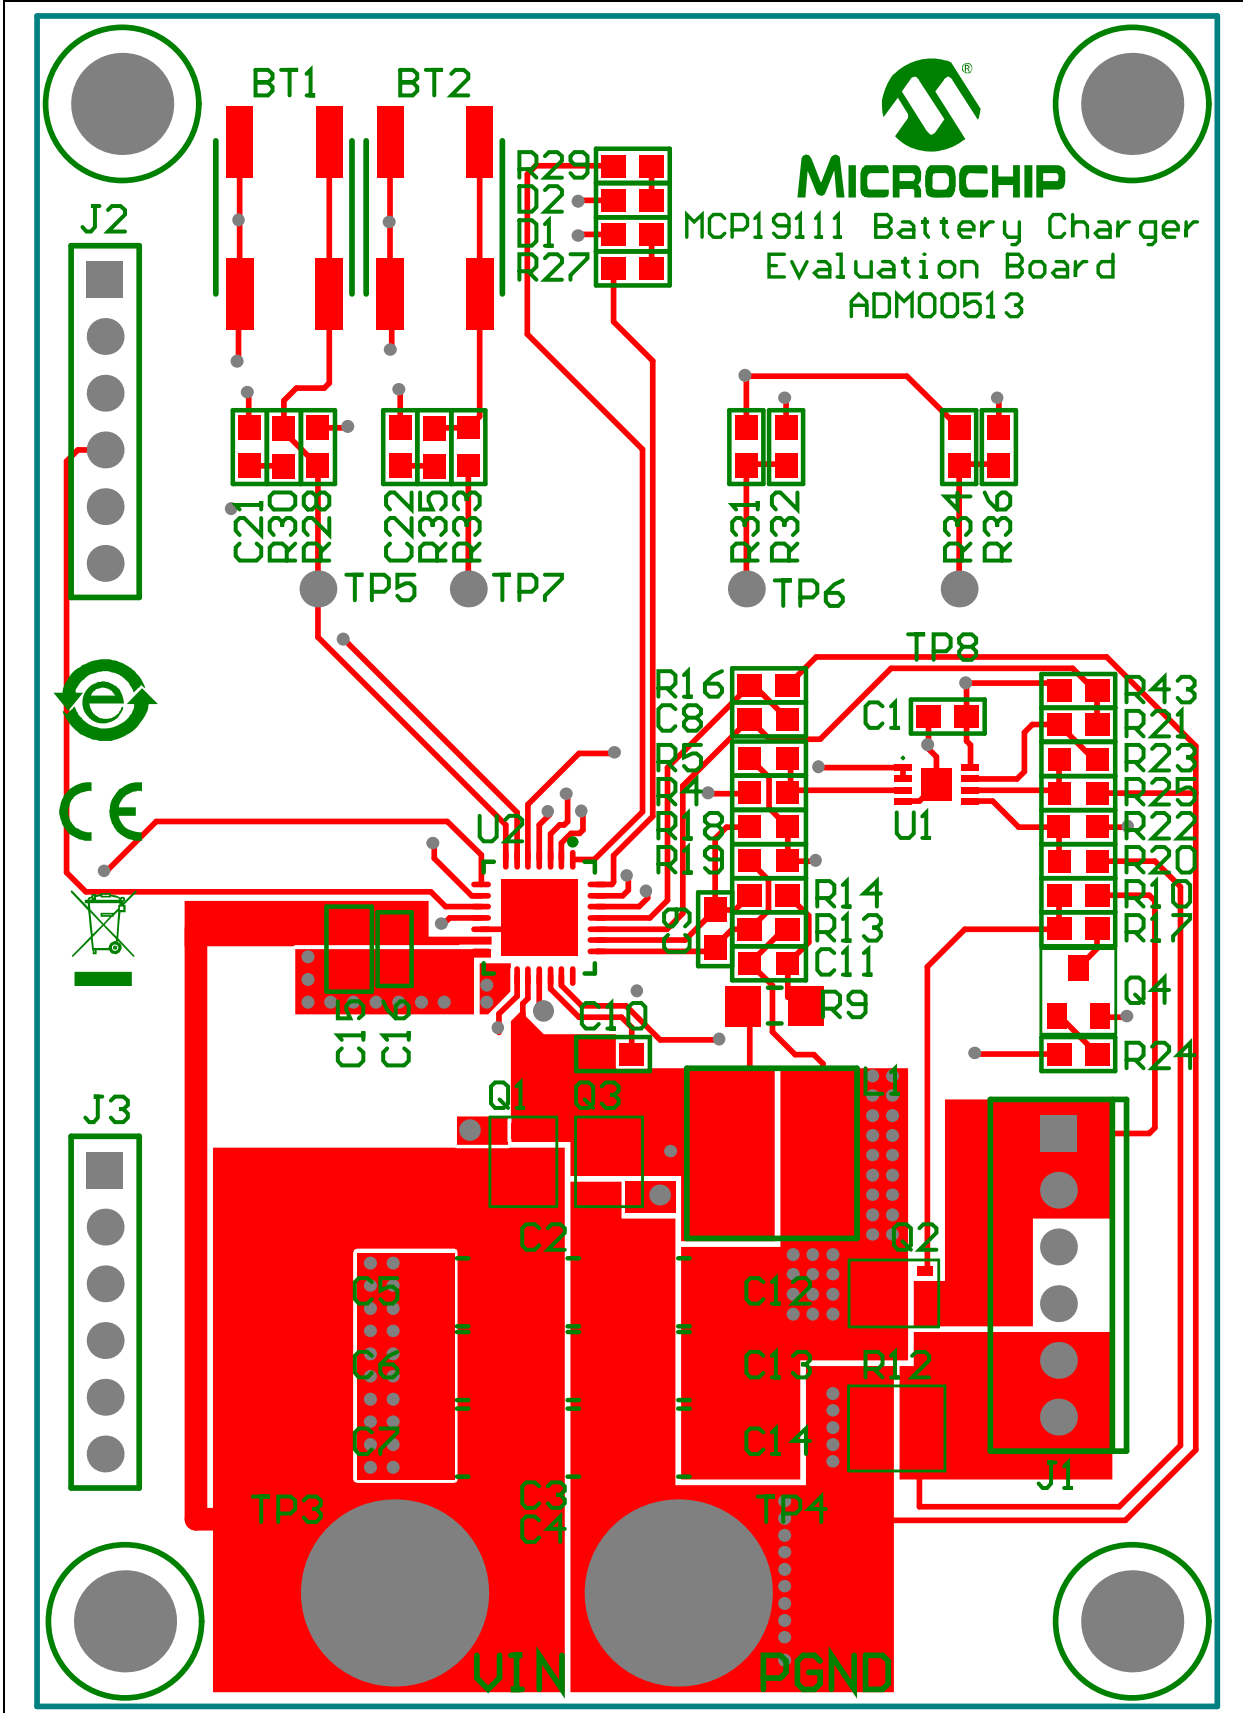 BT1 BT2
®
MICROCHIP
R29
D2
D1
R27
MCP19111 Battery Charger
Evaluation Board
ADM00513
J2
C21
R30
R28
C22
R35
R33
R31
R32
R34
R36
TP5
TP7
TP6
TP8
R16
C8
R5
R4
R18
R19
C1
U1
R43
R21
R23
R25
R22
R20
R10
R17
Q4
R24
CE
U2
C9
R14
R13
C11
R9
C15
C16
C10
Q1
Q3
L1
J3
C2
Q2
C5
C12
C6
C13
R12
C7
C14
J1
TP3
C3
C4
TP4
VIN
PGND